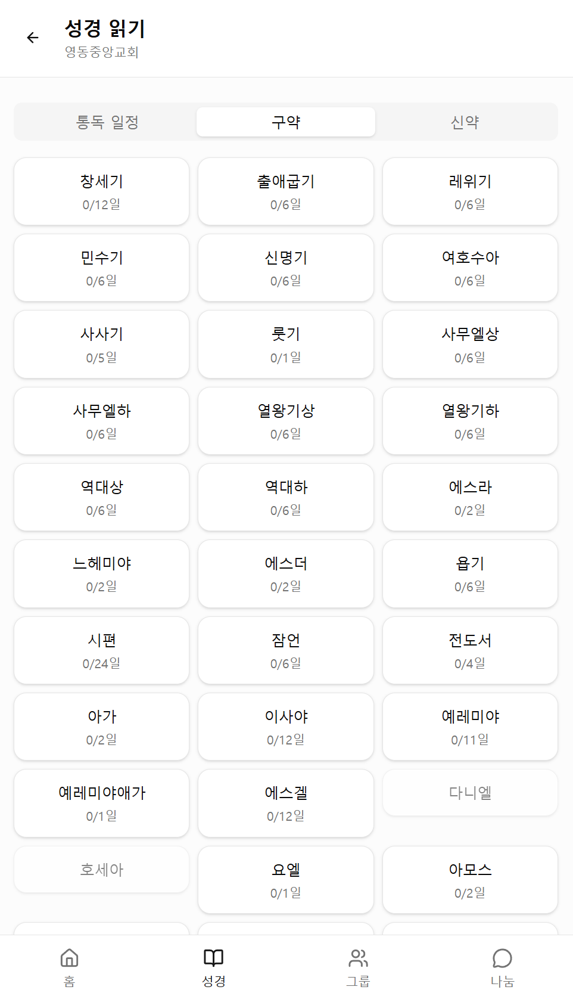 성경 읽기
영동중앙교회
통독 일정
구약
신약
창세기
0/12일
출애굽기
0/6일
레위기
0/6일
민수기
0/6일
신명기
0/6일
여호수아
0/6일
사사기
0/5일
룻기
0/1일
사무엘상
0/6일
사무엘하
0/6일
열왕기상
0/6일
열왕기하
0/6일
역대상
0/6일
역대하
0/6일
에스라
0/2일
느헤미야
0/2일
에스더
0/2일
욥기
0/6일
시편
0/24일
잠언
0/6일
전도서
0/4일
아가
0/2일
이사야
0/12일
예레미야
0/11일
예레미야애가
0/1일
에스겔
0/12일
다니엘
호세아
요엘
0/1일
아모스
0/2일
홈
성경
그룹
나눔